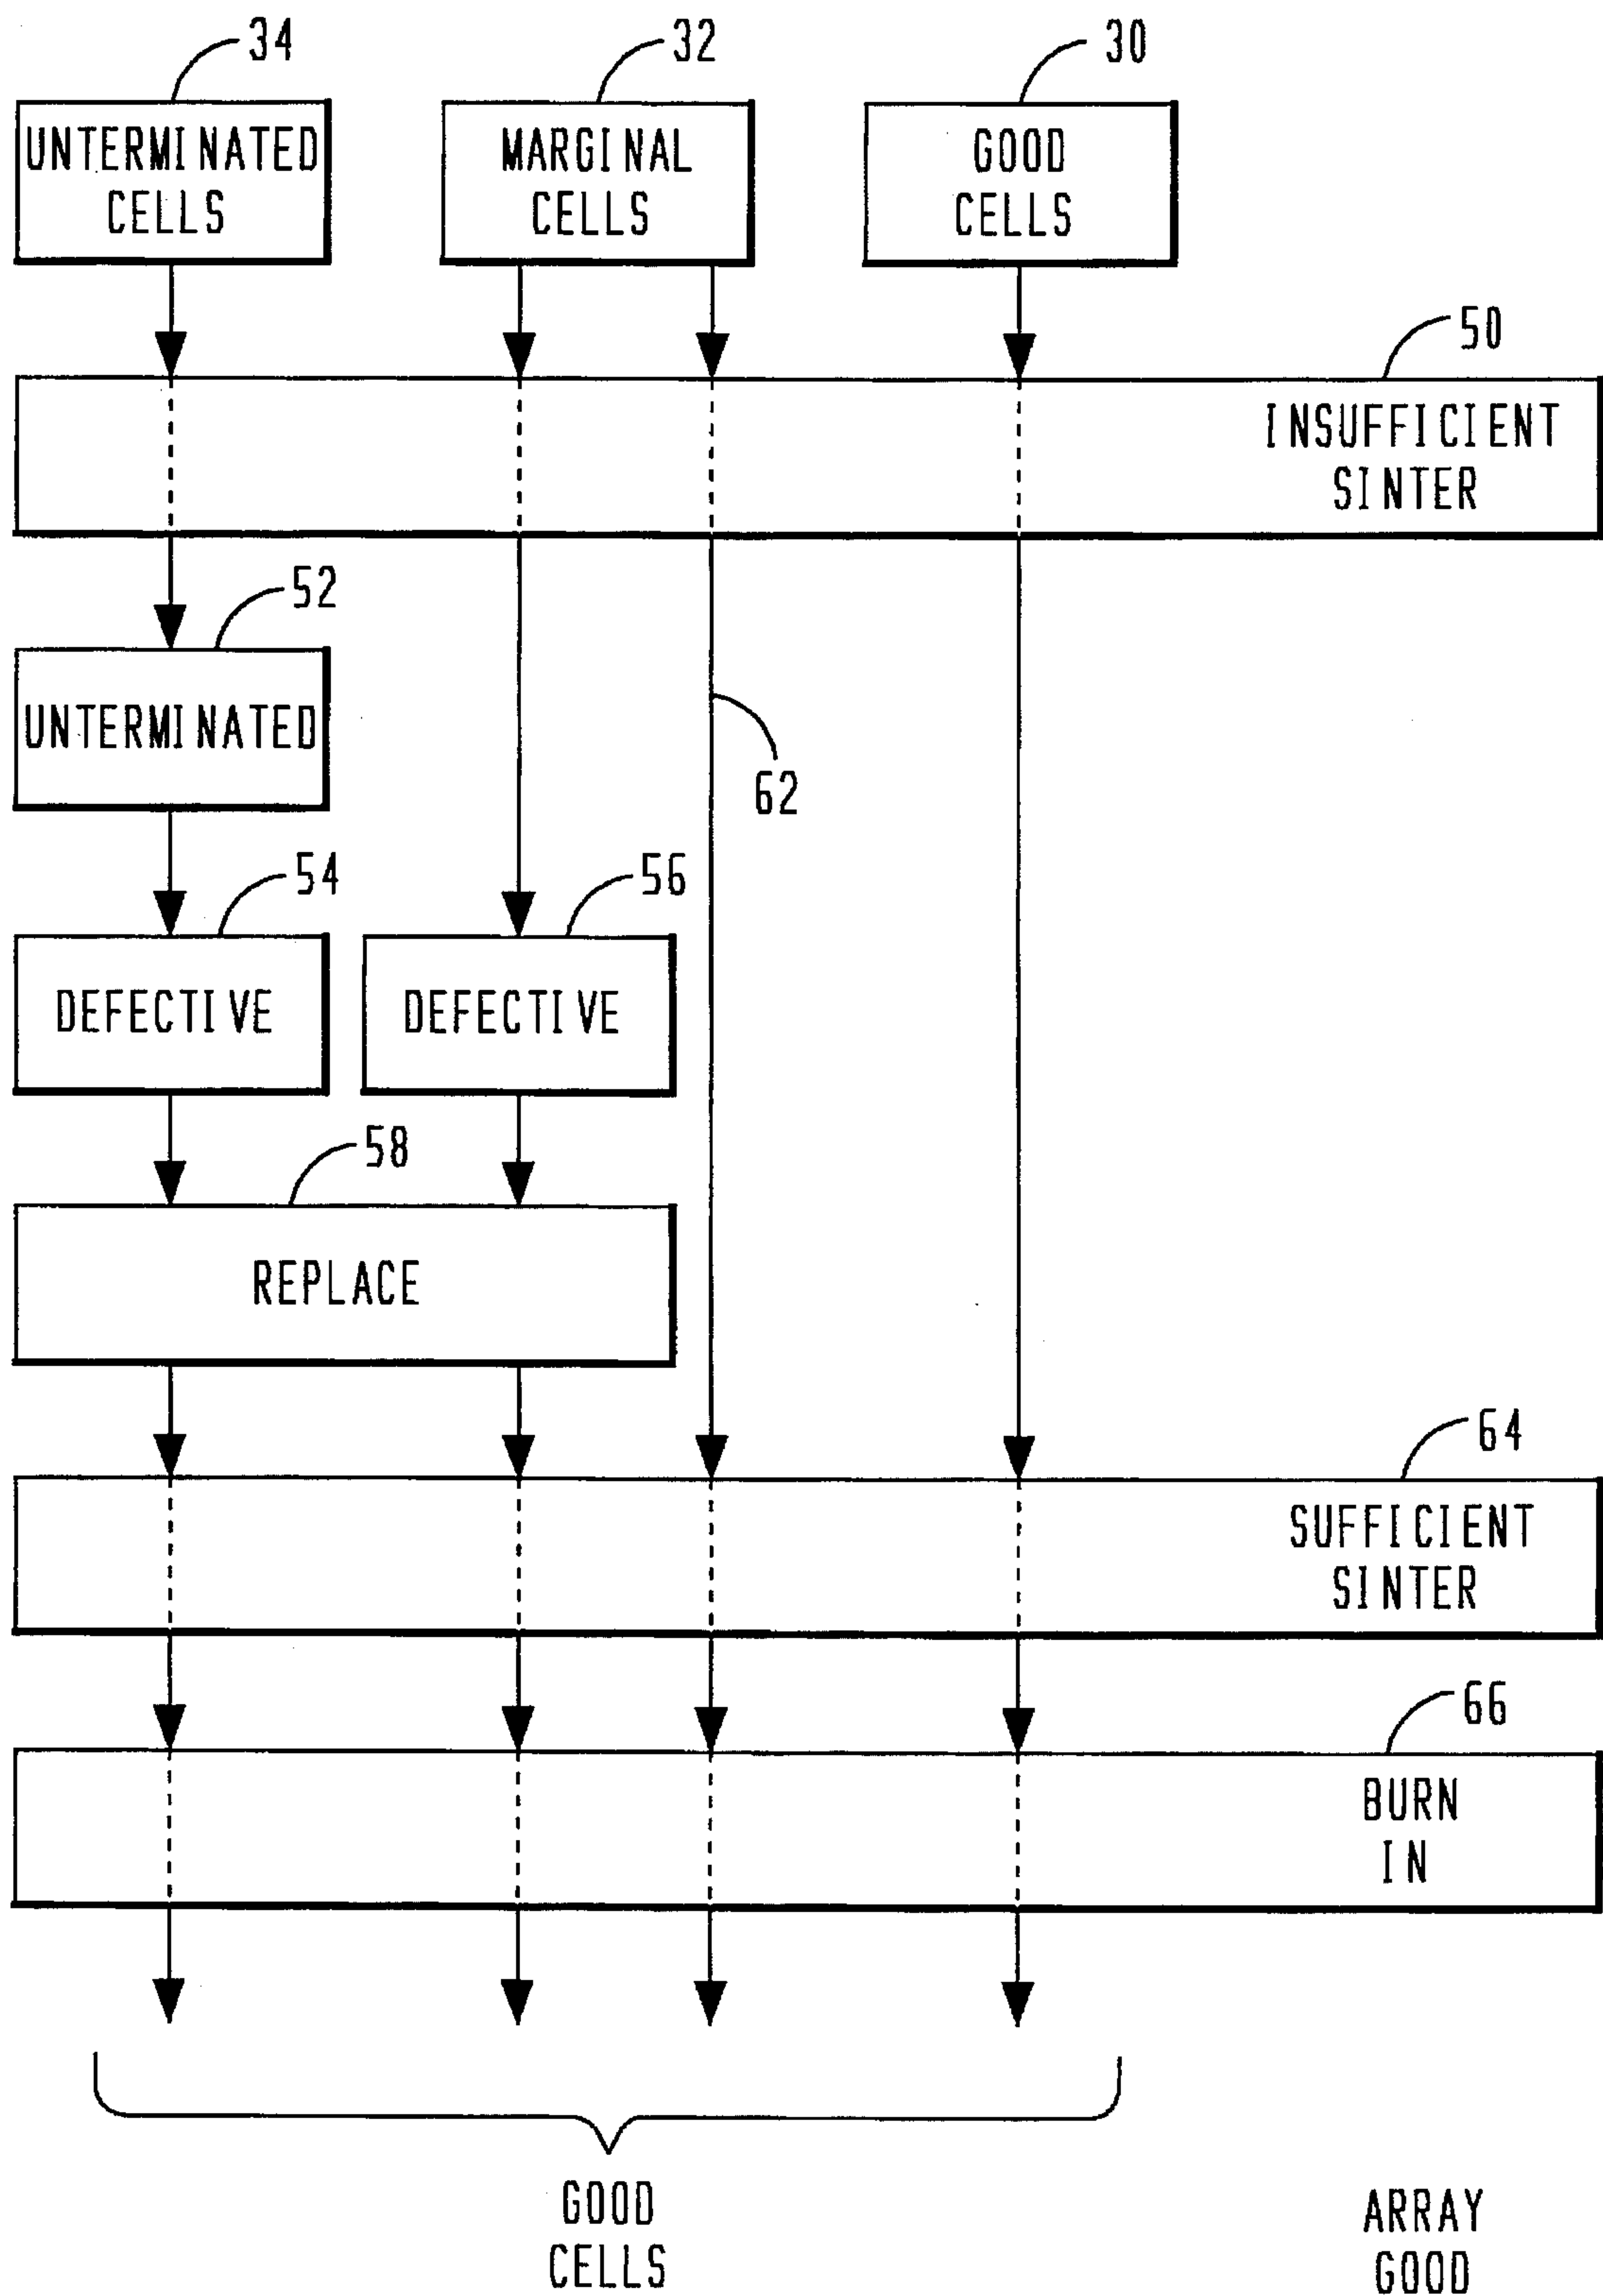 34
32
30
UNTERMINATED
CELLS
MARGINAL
CELLS
GOOD
CELLS
50
INSUFFICIENT
SINTER
52
UNTERMINATED
62
54
56
DEFECTIVE
DEFECTIVE
58
REPLACE
64
SUFFICIENT
SINTER
66
BURN
IN
GOOD
CELLS
ARRAY
GOOD